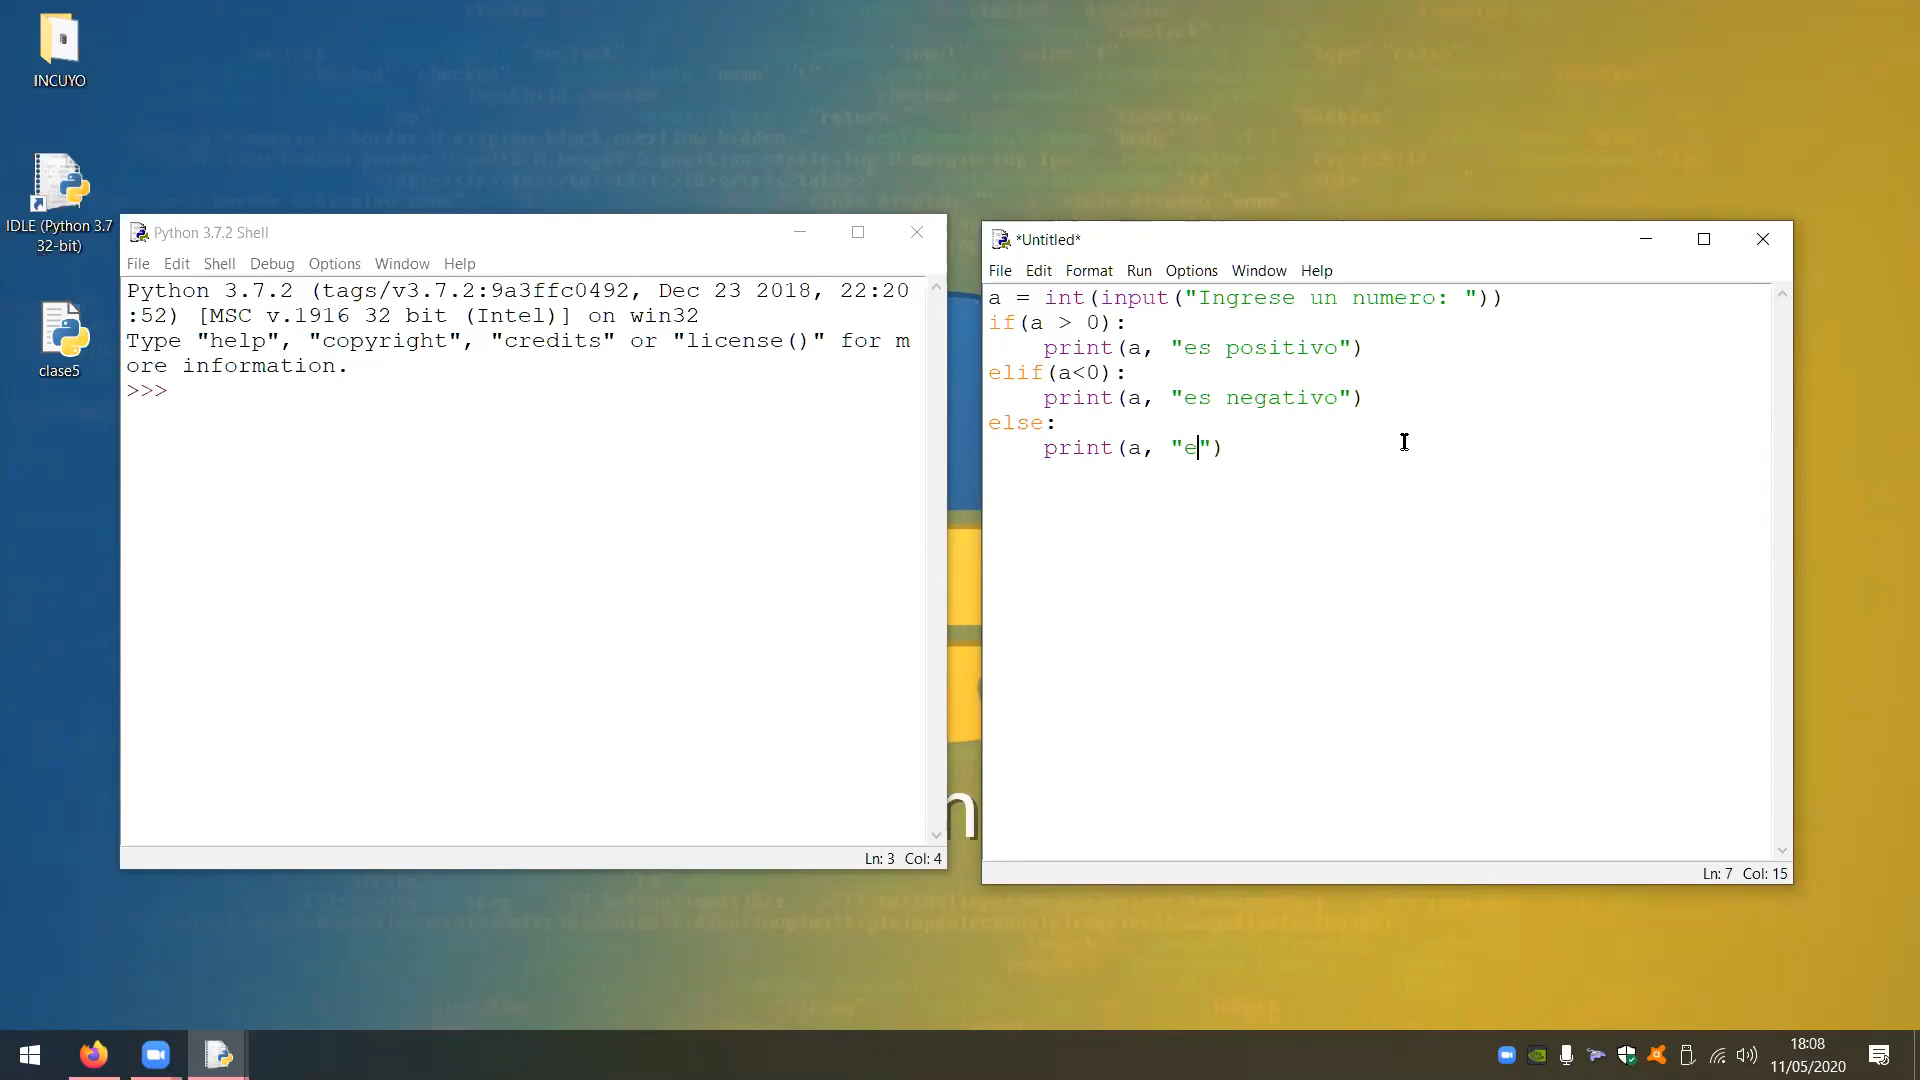 INCUYO
IDLE (Python 3.7
32-bit)
clase5
Python 3.7.2 Shell
File Edit Shell Debug Options Window Help
Python 3.7.2 (tags/v3.7.2:9a3ffc0492, Dec 23 2018, 22:20
:52) [MSC v.1916 32 bit (Intel)] on win32
Type "help", "copyright", "credits" or "license()" for m
ore information.
>>>
Ln: 3 Col: 4
*Untitled*
File Edit Format Run Options Window Help
a = int(input("Ingrese un numero: "))
if(a > 0):
    print(a, "es positivo")
elif(a<0):
    print(a, "es negativo")
else:
    print(a, "e")
Ln: 7 Col: 15
n
18:08
11/05/2020